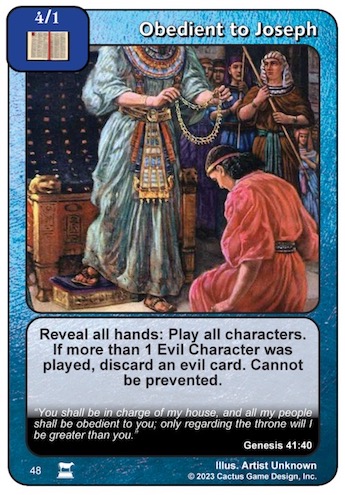 4/1
Obedient to Joseph
Reveal all hands: Play all characters.
If more than 1 Evil Character was
played, discard an evil card. Cannot
be prevented.
“You shall be in charge of my house, and all my people
shall be obedient to you; only regarding the throne will I
be greater than you.”
Genesis 41:40
48
Illus. Artist Unknown
© 2023 Cactus Game Design, Inc.